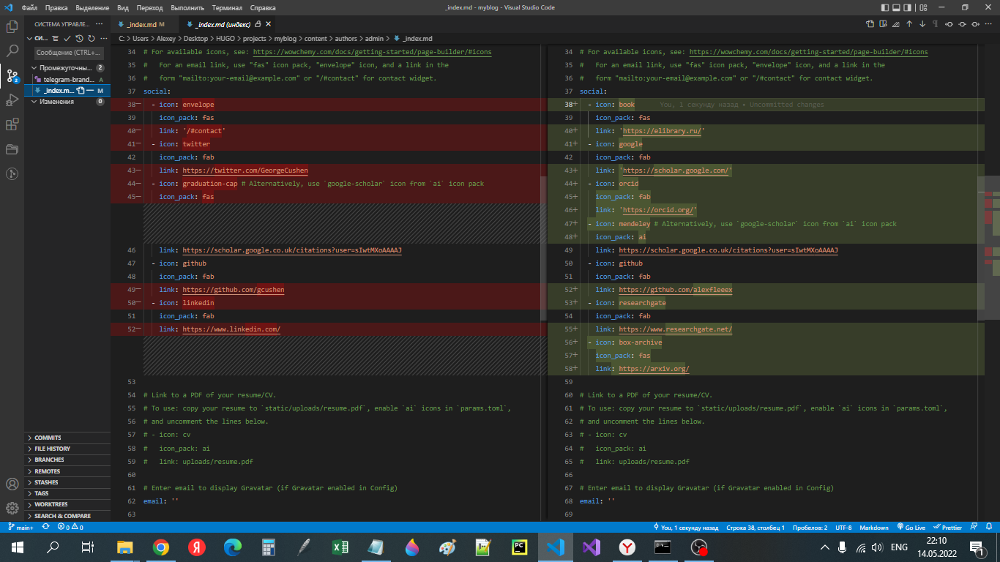 Файл Правка Выделение Вид Переход Выполнить Терминал Справка
_index.md - myblog - Visual Studio Code
СИСТЕМА УПРАВЛЕ...
_index.md M
_index.md (индекс)
СИ...
C: > Users > Alexey > Desktop > HUGO > projects > myblog > content > authors > admin > _index.md
Сообщение (CTRL+...
Промежуточны... 2
telegram-brand... A
_index.m... M
Изменения 0
34 # For available icons, see: https://wowchemy.com/docs/getting-started/page-builder/#icons
35 #   For an email link, use "fas" icon pack, "envelope" icon, and a link in the
36 #   form "mailto:your-email@example.com" or "/#contact" for contact widget.
37 social:
38− - icon: envelope
39 icon_pack: fas
40− link: '/#contact'
41− - icon: twitter
42 icon_pack: fab
43− link: https://twitter.com/GeorgeCushen
44− - icon: graduation-cap # Alternatively, use `google-scholar` icon from `ai` icon pack
45− icon_pack: fas
46 link: https://scholar.google.co.uk/citations?user=sIwtMXoAAAAJ
47 - icon: github
48 icon_pack: fab
49− link: https://github.com/gcushen
50− - icon: linkedin
51 icon_pack: fab
52− link: https://www.linkedin.com/
53
54 # Link to a PDF of your resume/CV.
55 # To use: copy your resume to `static/uploads/resume.pdf`, enable `ai` icons in `params.toml`,
56 # and uncomment the lines below.
57 # - icon: cv
58 #   icon_pack: ai
59 #   link: uploads/resume.pdf
60
61 # Enter email to display Gravatar (if Gravatar enabled in Config)
62 email: ''
63
34 # For available icons, see: https://wowchemy.com/docs/getting-started/page-builder/#icons
35 #   For an email link, use "fas" icon pack, "envelope" icon, and a link in the
36 #   form "mailto:your-email@example.com" or "/#contact" for contact widget.
37 social:
38+ - icon: book You, 1 секунду назад • Uncommitted changes
39 icon_pack: fas
40+ link: 'https://elibrary.ru/'
41+ - icon: google
42 icon_pack: fab
43+ link: 'https://scholar.google.com/'
44+ - icon: orcid
45+ icon_pack: fab
46+ link: 'https://orcid.org/'
47+ - icon: mendeley # Alternatively, use `google-scholar` icon from `ai` icon pack
48+ icon_pack: ai
49 link: https://scholar.google.co.uk/citations?user=sIwtMXoAAAAJ
50 - icon: github
51 icon_pack: fab
52+ link: https://github.com/alexfleeex
53+ - icon: researchgate
54 icon_pack: fab
55+ link: https://www.researchgate.net/
56+ - icon: box-archive
57+ icon_pack: fas
58+ link: https://arxiv.org/
59
60 # Link to a PDF of your resume/CV.
61 # To use: copy your resume to `static/uploads/resume.pdf`, enable `ai` icons in `params.toml`,
62 # and uncomment the lines below.
63 # - icon: cv
64 #   icon_pack: ai
65 #   link: uploads/resume.pdf
66
67 # Enter email to display Gravatar (if Gravatar enabled in Config)
68 email: ''
69
COMMITS
FILE HISTORY
BRANCHES
REMOTES
STASHES
TAGS
WORKTREES
SEARCH & COMPARE
main+ 0 0 You, 1 секунду назад Строка 38, столбец 1 Пробелов: 2 UTF-8 Markdown Go Live Prettier
ENG
22:10
14.05.2022